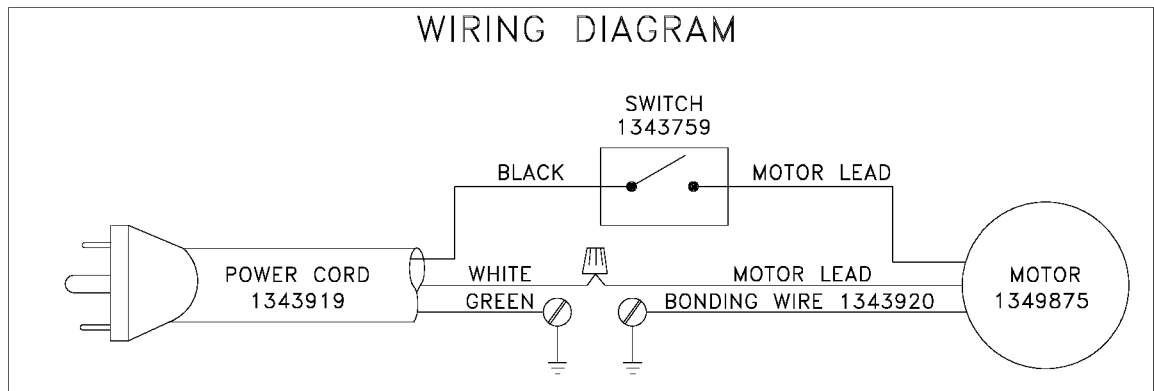 WIRING DIAGRAM
SWITCH
1343759
BLACK
MOTOR LEAD
POWER CORD
1343919
WHITE
MOTOR LEAD
GREEN
BONDING WIRE 1343920
MOTOR
1349875